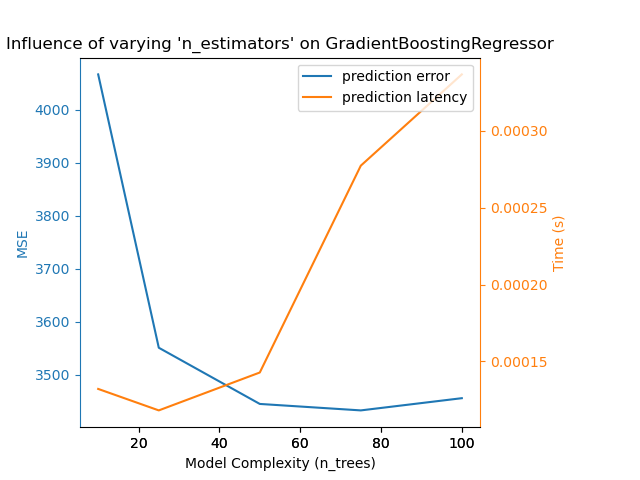 Influence of varying 'n_estimators' on GradientBoostingRegressor
prediction error
prediction latency
4000
3900
3800
3700
3600
3500
MSE
0.00030
0.00025
0.00020
0.00015
Time (s)
20 40 60 80 100
Model Complexity (n_trees)